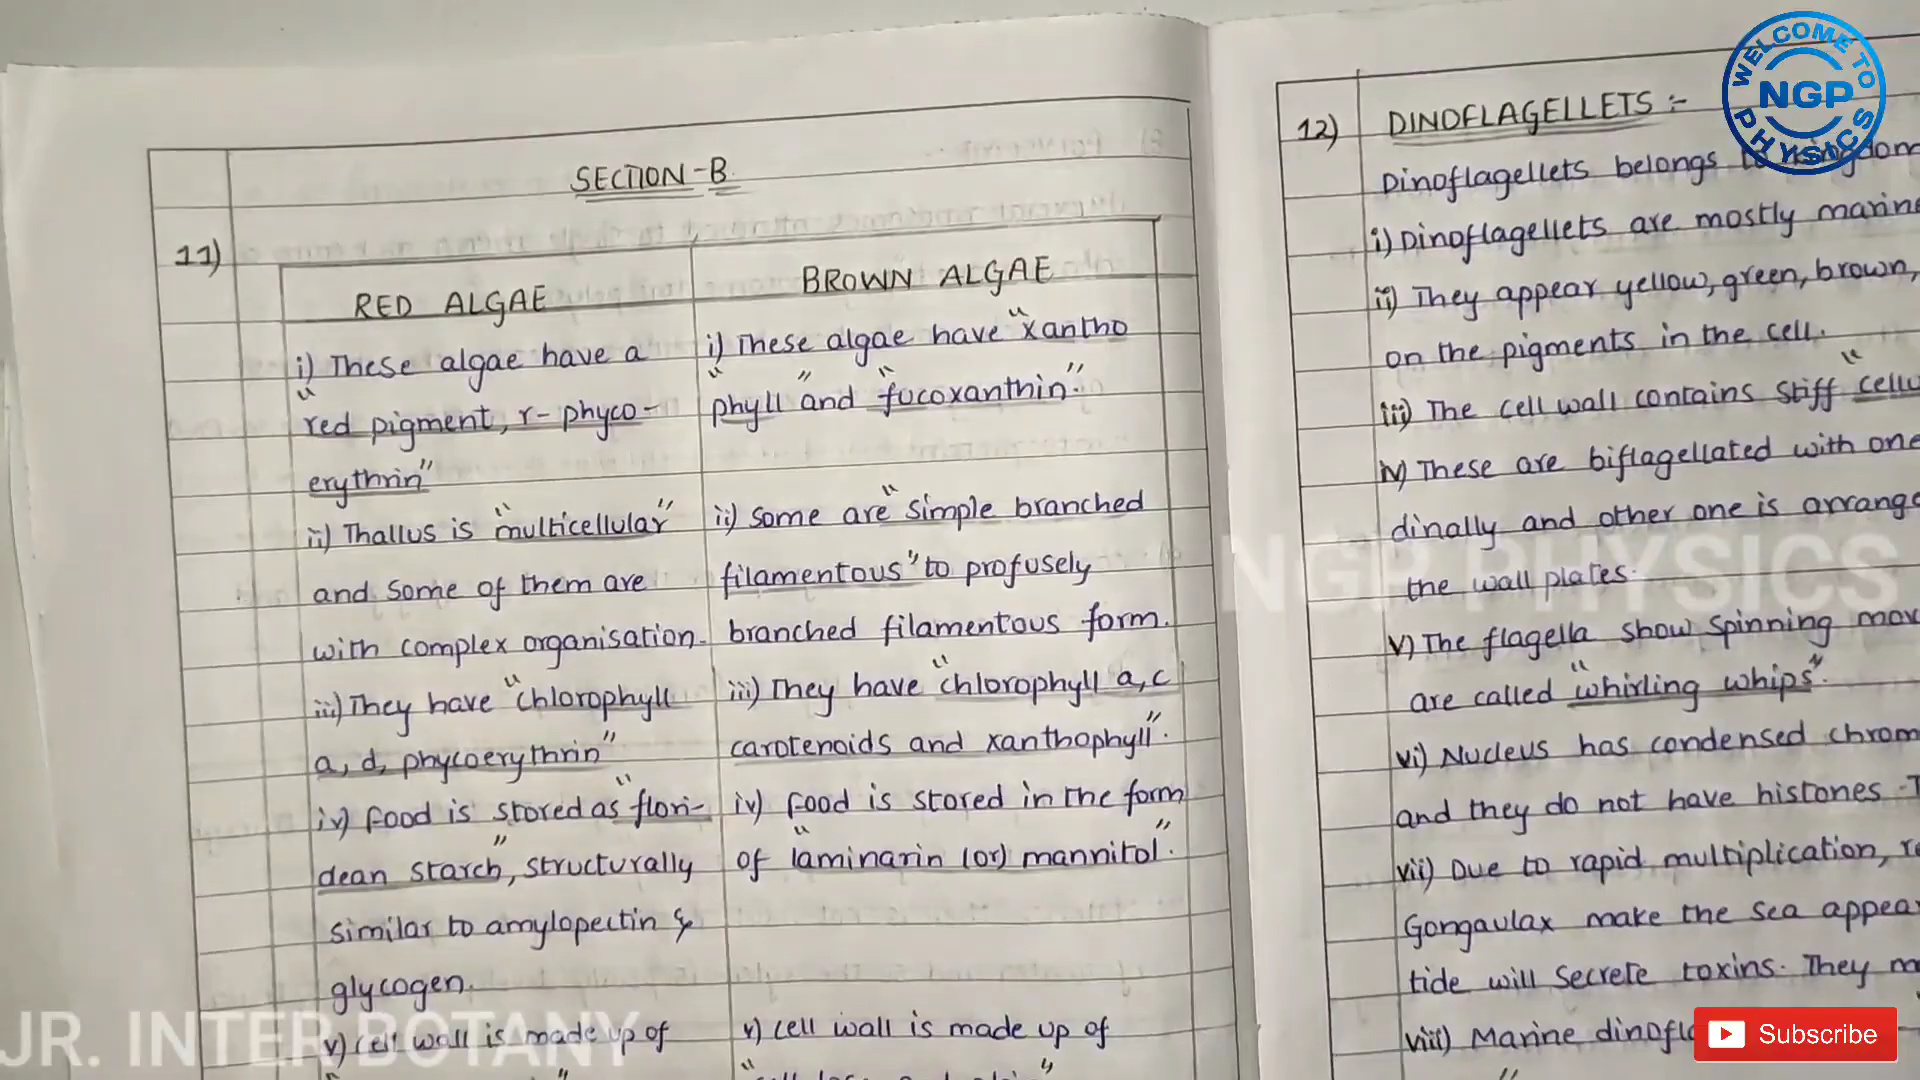 SECTION-B
11)
RED ALGAE
i) These algae have a
"red pigment, r-phyco-
erythrin"
ii) Thallus is "multicellular"
and some of them are
with complex organisation.
iii) They have "chlorophyll
a, d, phycoerythrin"
iv) Food is stored as "flori-
dean starch", structurally
similar to amylopectin &
glycogen.
v) Cell wall is made up of
BROWN ALGAE
i) These algae have "xantho
phyll" and "fucoxanthin".
ii) Some are "simple branched
filamentous" to profusely
branched filamentous form.
iii) They have "chlorophyll a, c
carotenoids and xanthophyll".
iv) Food is stored in the form
of "laminarin (or) mannitol".
v) Cell wall is made up of
12) DINOFLAGELLETS :-
Dinoflagellets belongs to
i) Dinoflagellets are mostly marine
ii) They appear yellow, green, brown,
on the pigments in the cell.
iii) The cell wall contains stiff "cellu
iv) These are biflagellated with one
dinally and other one is arrange
the wall plates.
v) The flagella show spinning mov
are called "whirling whips".
vi) Nucleus has condensed chrom
and they do not have histones.
vii) Due to rapid multiplication, re
Gongaulax make the sea appear
tide will secrete toxins. They m
viii) Marine dinofl
WELCOME TO
NGP
PHYSICS
NGP PHYSICS
JR. INTER BOTANY
Subscribe